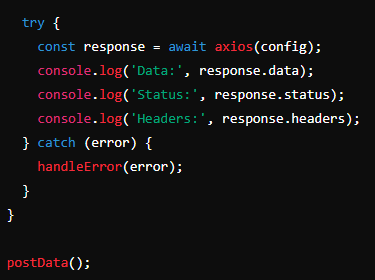 try {
const response = await axios(config);
console.log('Data:', response.data);
console.log('Status:', response.status);
console.log('Headers:', response.headers);
} catch (error) {
handleError(error);
}
}
postData();